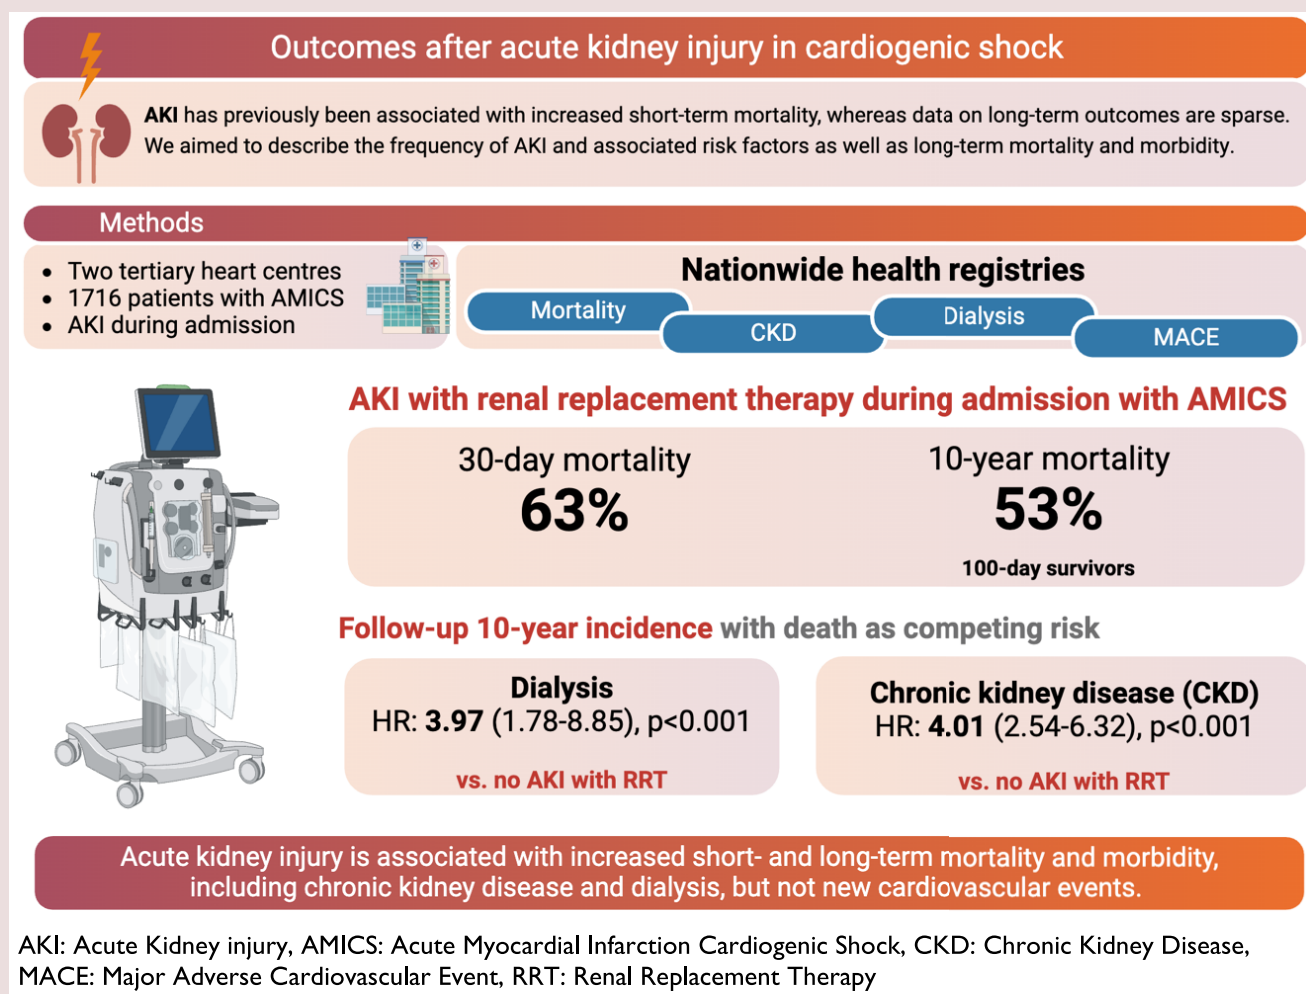 Outcomes after acute kidney injury in cardiogenic shock
AKI has previously been associated with increased short-term mortality, whereas data on long-term outcomes are sparse.
We aimed to describe the frequency of AKI and associated risk factors as well as long-term mortality and morbidity.
Methods
• Two tertiary heart centres
• 1716 patients with AMICS
• AKI during admission
Nationwide health registries
Mortality
CKD
Dialysis
MACE
AKI with renal replacement therapy during admission with AMICS
30-day mortality
63%
10-year mortality
53%
100-day survivors
Follow-up 10-year incidence with death as competing risk
Dialysis
HR: 3.97 (1.78-8.85), p<0.001
vs. no AKI with RRT
Chronic kidney disease (CKD)
HR: 4.01 (2.54-6.32), p<0.001
vs. no AKI with RRT
Acute kidney injury is associated with increased short- and long-term mortality and morbidity,
including chronic kidney disease and dialysis, but not new cardiovascular events.
AKI: Acute Kidney injury, AMICS: Acute Myocardial Infarction Cardiogenic Shock, CKD: Chronic Kidney Disease,
MACE: Major Adverse Cardiovascular Event, RRT: Renal Replacement Therapy